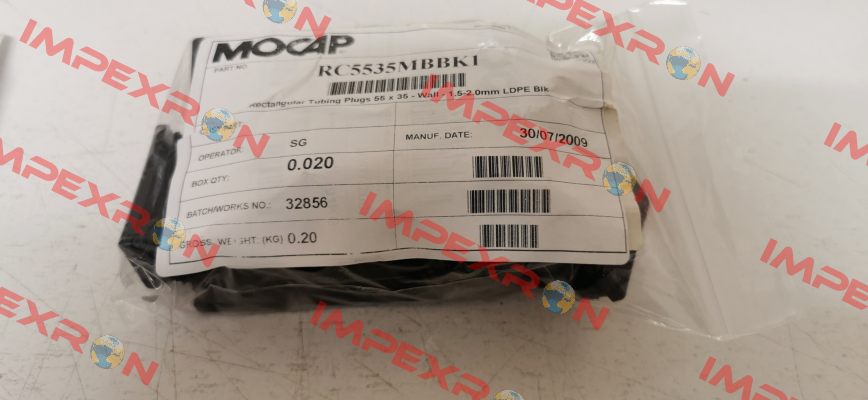 MOCAP
PART NO.
RC5535MBBK1
Rectangular Tubing Plugs 55 x 35 - Wall - 1.5-2.0mm LDPE Blk
OPERATOR:
SG
MANUF. DATE:
30/07/2009
BOX QTY:
0.020
BATCH/WORKS NO.:
32856
GROSS. WEIGHT: (KG)
0.20
IMPEXRON
IMPEXRON
IMPEXRON
IMPEXRON
IMPEXRON